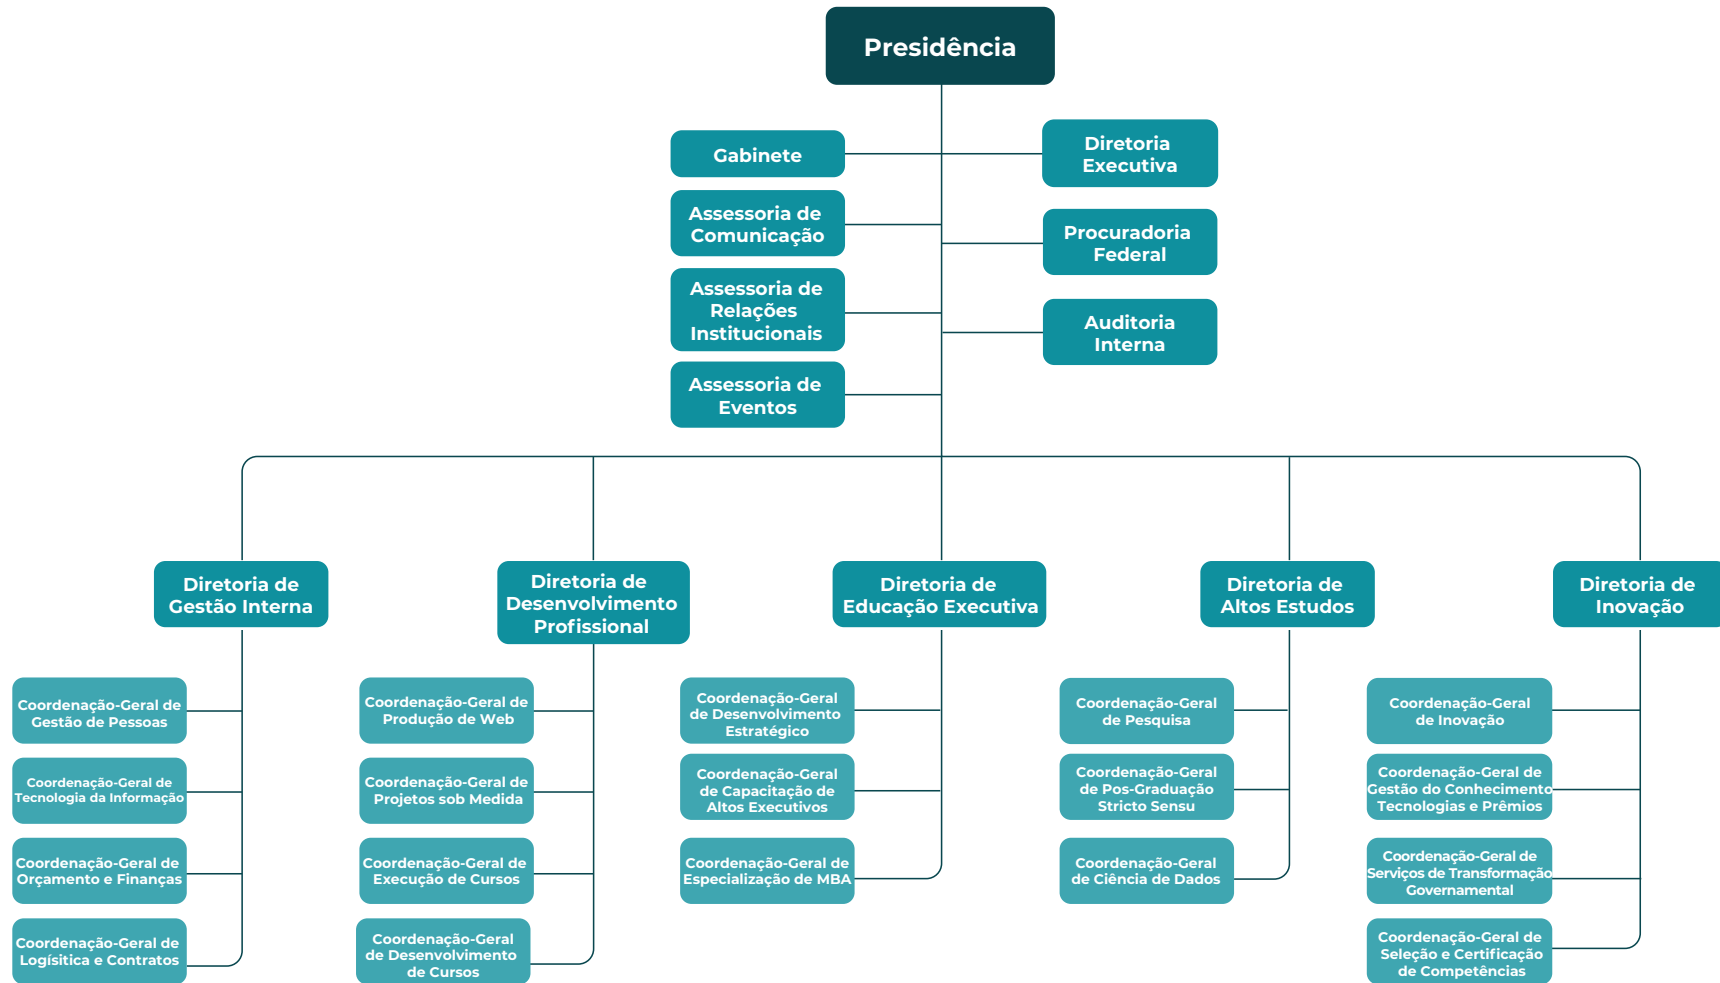 Presidência
Gabinete
Diretoria
Executiva
Assessoria de
Comunicação
Procuradoria
Federal
Assessoria de
Relações
Institucionais
Auditoria
Interna
Assessoria de
Eventos
Diretoria de
Gestão Interna
Diretoria de
Desenvolvimento
Profissional
Diretoria de
Educação Executiva
Diretoria de
Altos Estudos
Diretoria de
Inovação
Coordenação-Geral de
Gestão de Pessoas
Coordenação-Geral de
Tecnologia da Informação
Coordenação-Geral de
Orçamento e Finanças
Coordenação-Geral de
Logísitica e Contratos
Coordenação-Geral de
Produção de Web
Coordenação-Geral de
Projetos sob Medida
Coordenação-Geral de
Execução de Cursos
Coordenação-Geral
de Desenvolvimento
de Cursos
Coordenação-Geral
de Desenvolvimento
Estratégico
Coordenação-Geral
de Capacitação de
Altos Executivos
Coordenação-Geral de
Especialização de MBA
Coordenação-Geral
de Pesquisa
Coordenação-Geral
de Pos-Graduação
Stricto Sensu
Coordenação-Geral
de Ciência de Dados
Coordenação-Geral
de Inovação
Coordenação-Geral de
Gestão do Conhecimento
Tecnologias e Prêmios
Coordenação-Geral de
Serviços de Transformação
Governamental
Coordenação-Geral de
Seleção e Certificação
de Competências